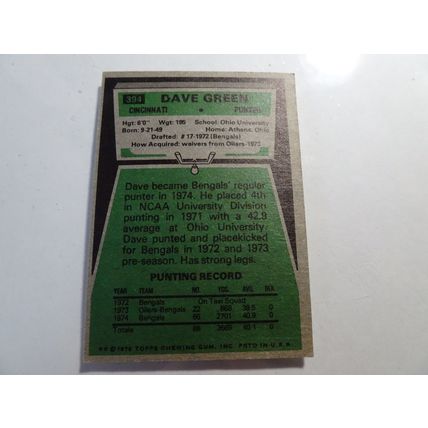 394 DAVE GREEN
CINCINNATI • PUNTER
Hgt: 6'0" Wgt: 195 School: Ohio University
Born: 9-21-49 Home: Athens, Ohio
Drafted: #17-1972 (Bengals)
How Acquired: waivers from Oilers-1973
Dave became Bengals' regular
punter in 1974. He placed 4th
in NCAA University Division
punting in 1971 with a 42.9
average at Ohio University.
Dave punted and placekicked
for Bengals in 1972 and 1973
pre-season. Has strong legs.
PUNTING RECORD
YEAR TEAM NO. YDS. AVG. BLK
1972 Bengals On Taxi Squad
1973 Oilers-Bengals 22 868 39.5 0
1974 Bengals 66 2701 40.9 0
Totals 88 40.1 0
© 1975 TOPPS CHEWING GUM, INC. PRTD IN U.S.A.